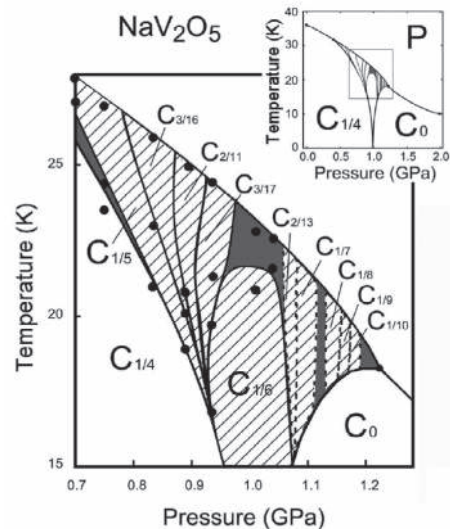 NaV₂O₅
Temperature (K)
40
30
20
10
0
P
C₁/₄
C₀
0.0
0.5
1.0
1.5
2.0
Pressure (GPa)
Temperature (K)
25
20
15
C₃/₁₆
C₂/₁₁
C₃/₁₇
C₂/₁₃
C₁/₇
C₁/₈
C₁/₉
C₁/₁₀
C₁/₅
C₁/₄
C₁/₆
C₀
0.7
0.8
0.9
1.0
1.1
1.2
Pressure (GPa)